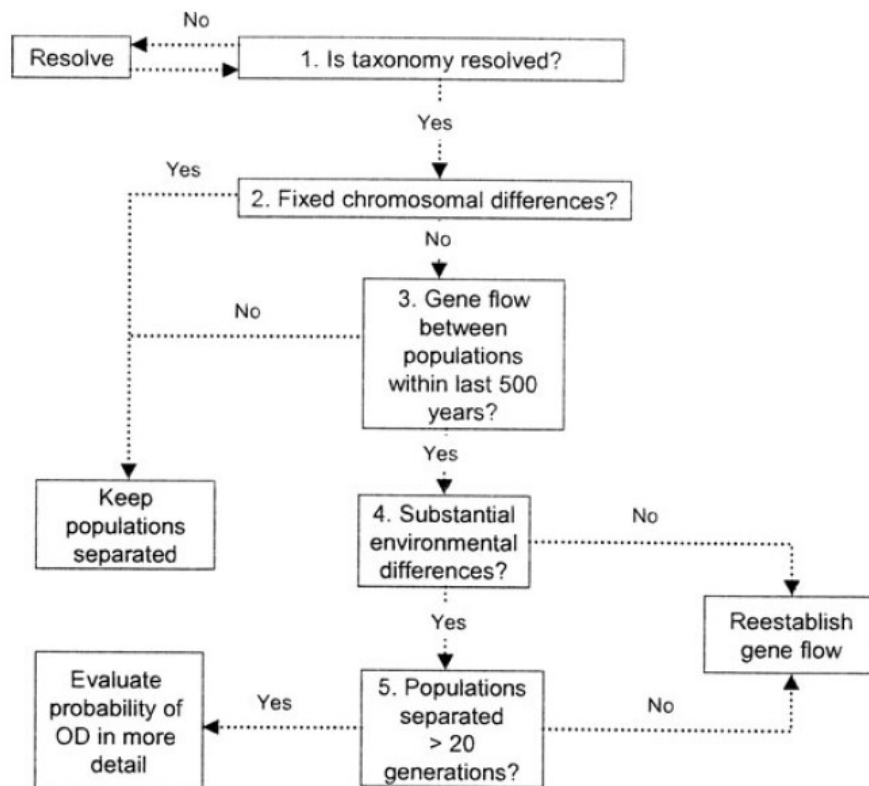 No
Resolve
1. Is taxonomy resolved?
Yes
Yes
2. Fixed chromosomal differences?
No
3. Gene flow
between
populations
within last 500
years?
No
Yes
Keep
populations
separated
4. Substantial
environmental
differences?
No
Yes
Reestablish
gene flow
Evaluate
probability of
OD in more
detail
Yes
5. Populations
separated
> 20
generations?
No